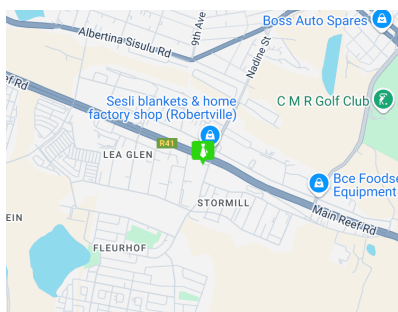 Boss Auto Spares
Albertina Sisulu Rd
9th Ave
Nadine St
ef Rd
C M R Golf Club
Sesli blankets & home
factory shop (Robertville)
R41
LEA GLEN
Bce Foodse
Equipment
STORMILL
Main Reef Rd
EIN
FLEURHOF